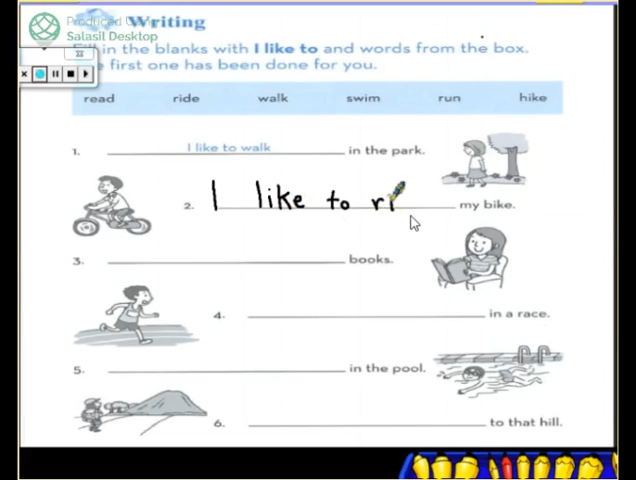 Writing
in the blanks with I like to and words from the box.
first one has been done for you.
read ride walk swim run hike
1. I like to walk in the park.
2. I like to ri my bike.
3. books.
4. in a race.
5. in the pool.
6. to that hill.
Salasil Desktop